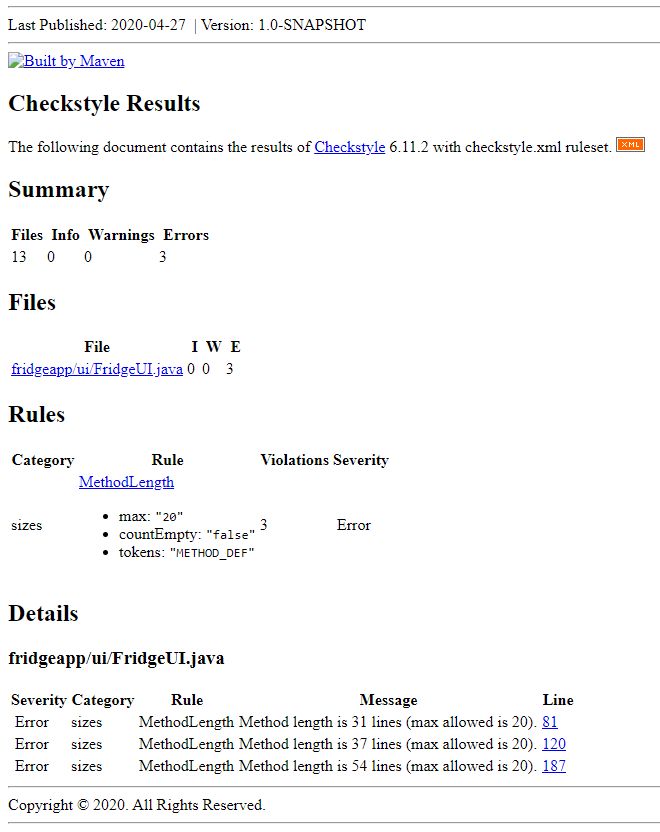 Last Published: 2020-04-27 | Version: 1.0-SNAPSHOT
Built by Maven
Checkstyle Results
The following document contains the results of Checkstyle 6.11.2 with checkstyle.xml ruleset. XML
Summary
Files Info Warnings Errors
13 0 0 3
Files
File I W E
fridgeapp/ui/FridgeUI.java 0 0 3
Rules
Category Rule Violations Severity
MethodLength
• max: "20"
sizes • countEmpty: "false" 3 Error
• tokens: "METHOD_DEF"
Details
fridgeapp/ui/FridgeUI.java
Severity Category Rule Message Line
Error sizes MethodLength Method length is 31 lines (max allowed is 20). 81
Error sizes MethodLength Method length is 37 lines (max allowed is 20). 120
Error sizes MethodLength Method length is 54 lines (max allowed is 20). 187
Copyright © 2020. All Rights Reserved.